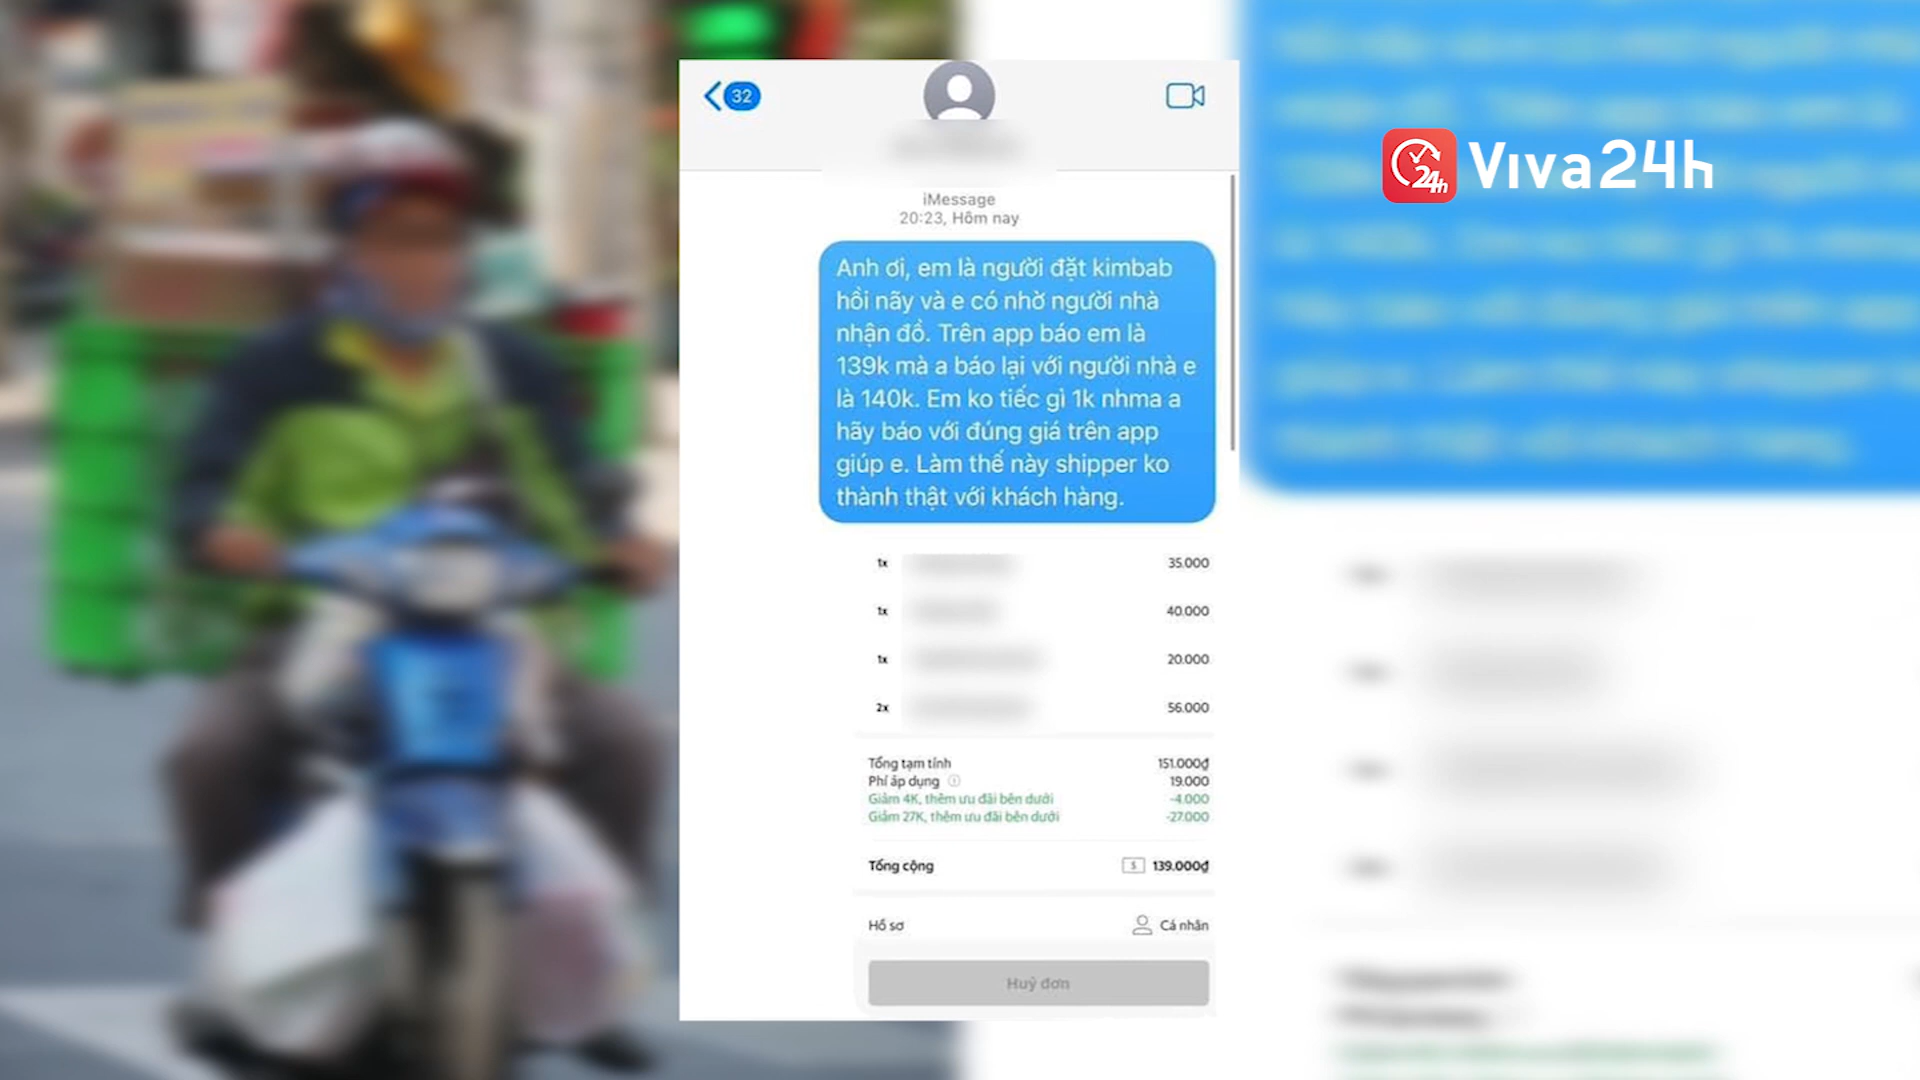 32
Viva24h
24h
iMessage
20:23, Hôm nay
Anh ơi, em là người đặt kimbab
hồi nãy và e có nhờ người nhà
nhận đồ. Trên app báo em là
139k mà a báo lại với người nhà e
là 140k. Em ko tiếc gì 1k nhma a
hãy báo với đúng giá trên app
giúp e. Làm thế này shipper ko
thành thật với khách hàng.
1x 35.000
1x 40.000
1x 20.000
2x 56.000
Tổng tạm tính 151.000₫
Phí áp dụng 19.000
Giảm 4K, thêm ưu đãi bên dưới -4.000
Giảm 27K, thêm ưu đãi bên dưới -27.000
Tổng cộng $ 139.000₫
Hồ sơ Cá nhân
Huỷ đơn